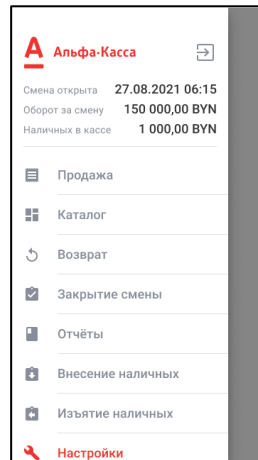 А Альфа-Касса
Смена открыта 27.08.2021 06:15
Оборот за смену 150 000,00 BYN
Наличных в кассе 1 000,00 BYN
Продажа
Каталог
Возврат
Закрытие смены
Отчёты
Внесение наличных
Изъятие наличных
Настройки